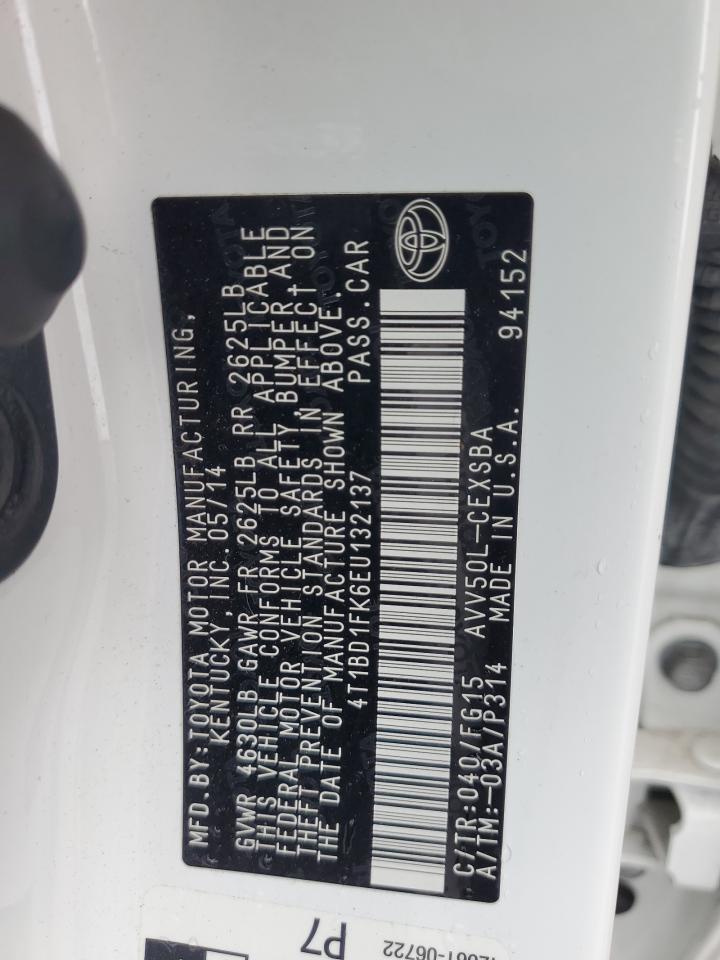 MFD.BY:TOYOTA MOTOR MANUFACTURING,
KENTUCKY, INC. 05/14
GVWR 4630LB GAWR FR 2625LB RR 2625LB
THIS VEHICLE CONFORMS TO ALL APPLICABLE
FEDERAL MOTOR VEHICLE SAFETY, BUMPER, AND
THEFT PREVENTION STANDARDS IN EFFECT ON
THE DATE OF MANUFACTURE SHOWN ABOVE.
4T1BD1FK6EU132137 PASS.CAR
C/TR:040/FG15 AVV50L-CEXSBA
A/TM:-03A/P314 MADE IN U.S.A. 94152
P7